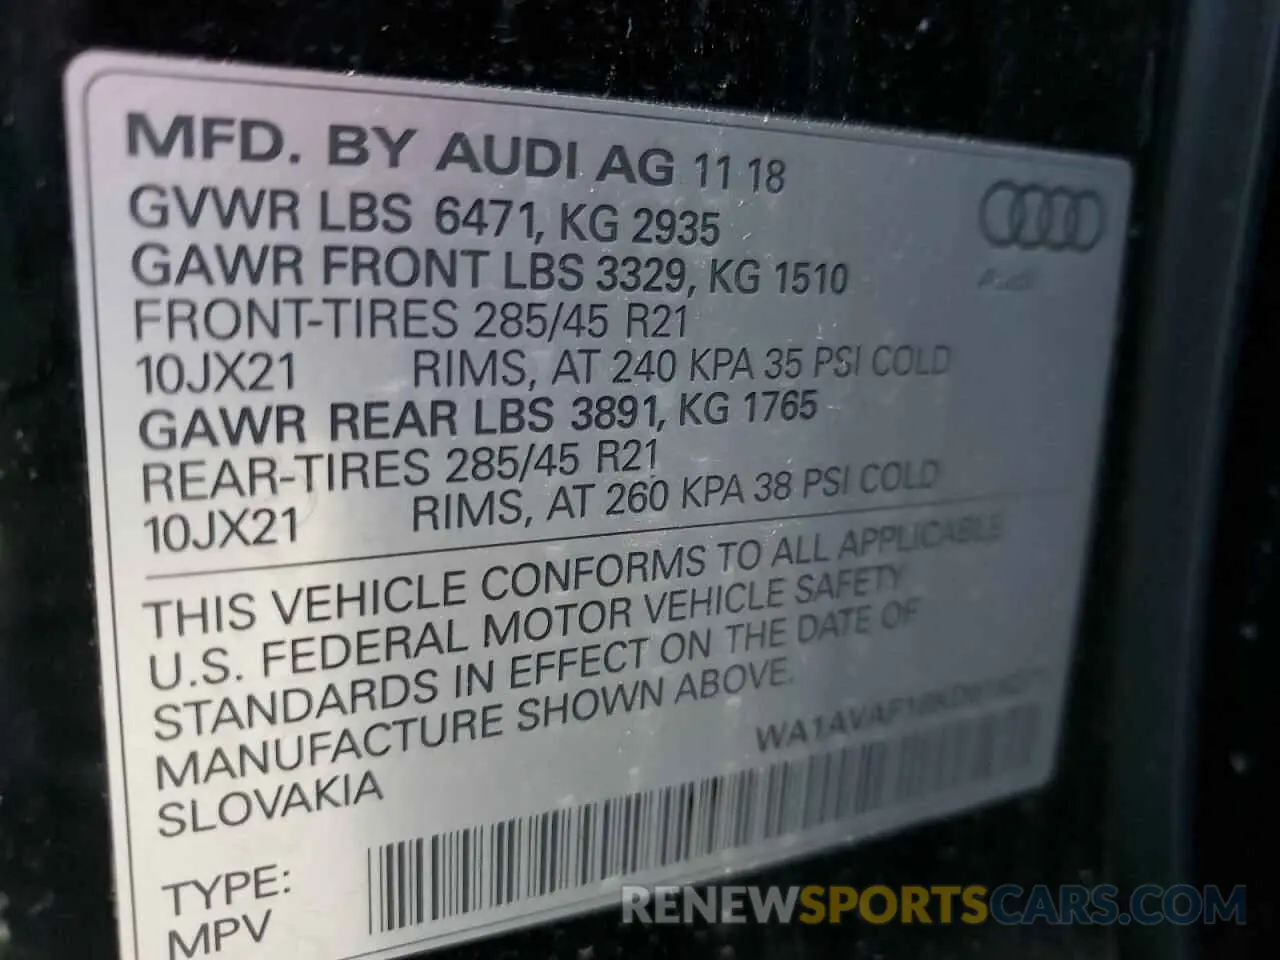 MFD. BY AUDI AG 11 18
GVWR LBS 6471, KG 2935
GAWR FRONT LBS 3329, KG 1510
FRONT-TIRES 285/45 R21
10JX21 RIMS, AT 240 KPA 35 PSI COLD
GAWR REAR LBS 3891, KG 1765
REAR-TIRES 285/45 R21
10JX21 RIMS, AT 260 KPA 38 PSI COLD
THIS VEHICLE CONFORMS TO ALL APPLICABLE
U.S. FEDERAL MOTOR VEHICLE SAFETY
STANDARDS IN EFFECT ON THE DATE OF
MANUFACTURE SHOWN ABOVE.
SLOVAKIA
TYPE:
MPV
Audi
RENEWSPORTSCARS.COM